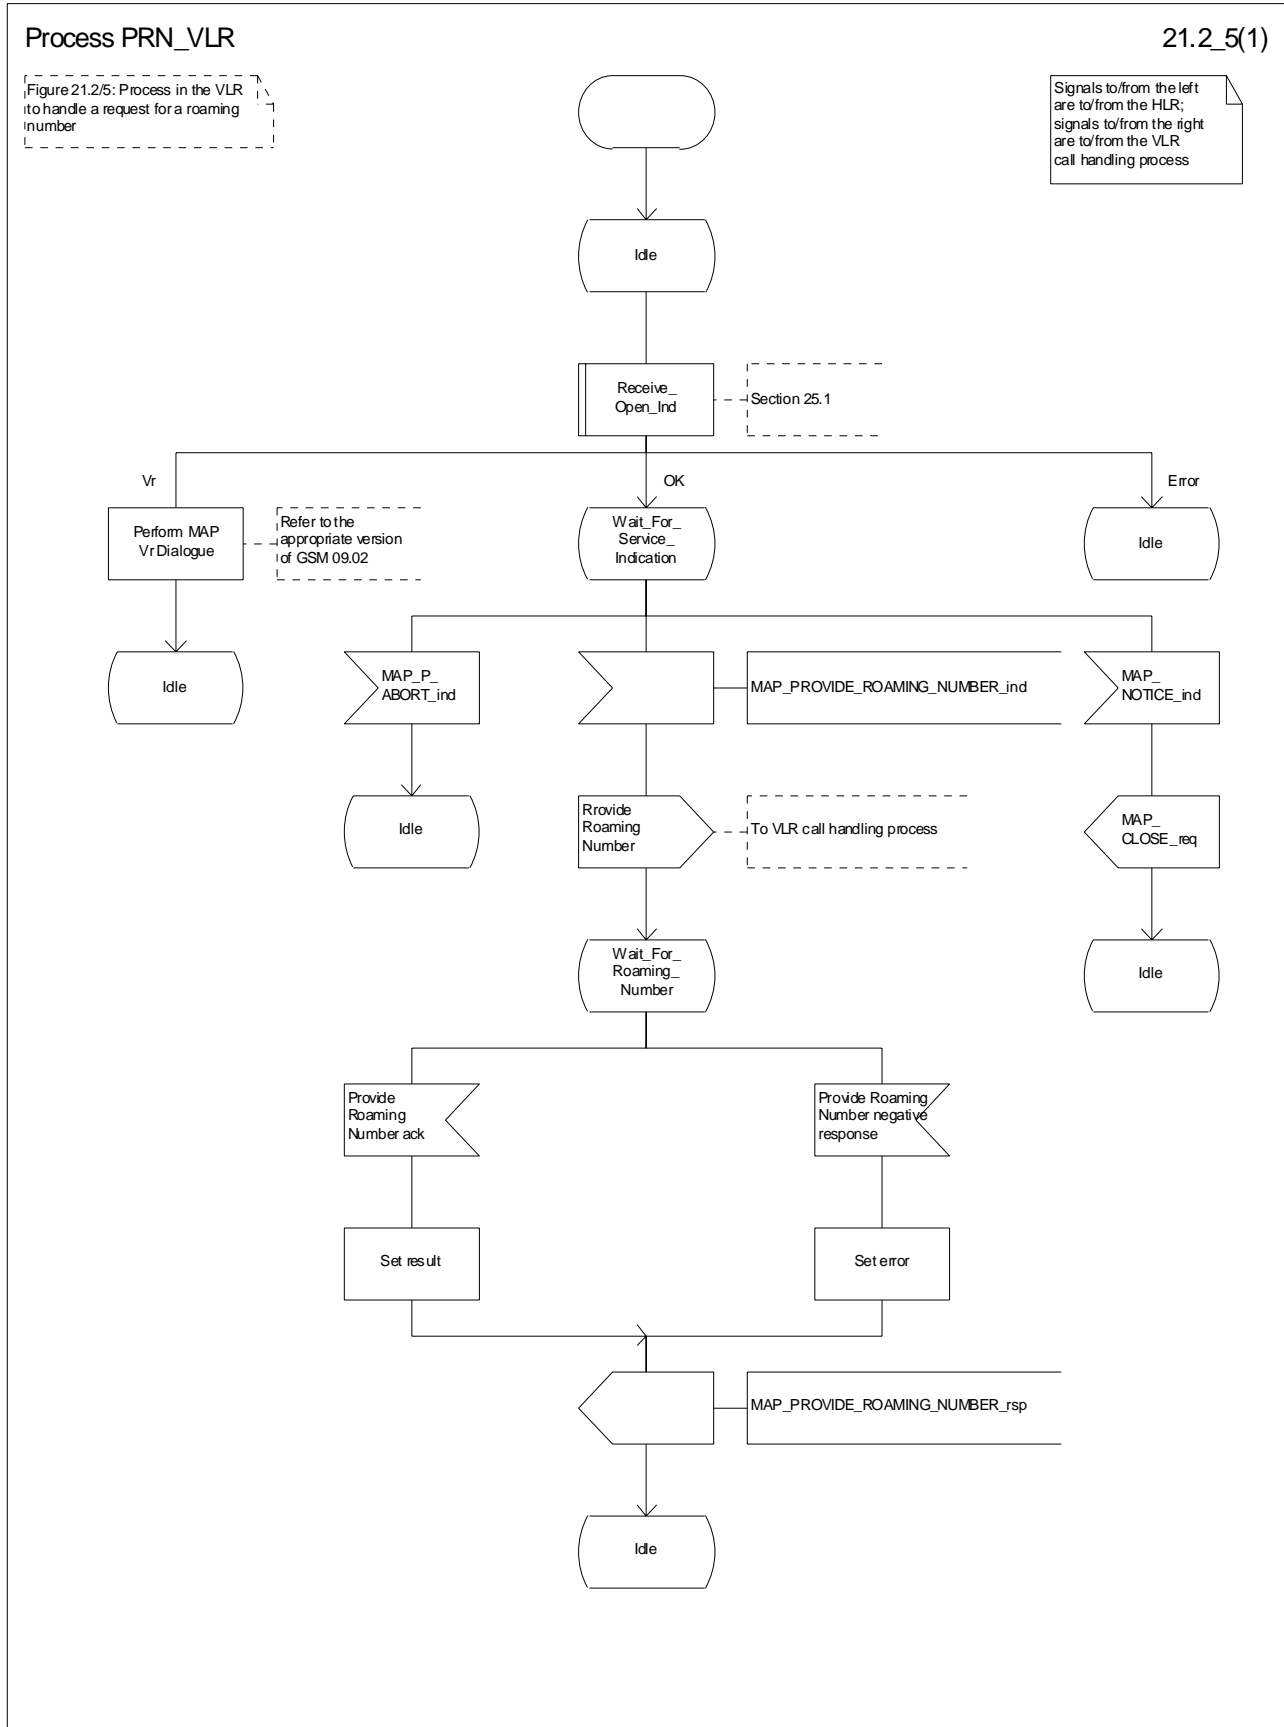 Process PRN_VLR
21.2_5(1)
Figure 21.2/5: Process in the VLR
to handle a request for a roaming
number
Signals to/from the left
are to/from the HLR;
signals to/from the right
are to/from the VLR
call handling process
Idle
Receive_
Open_Ind
Section 25.1
Vr
OK
Error
Perform MAP
Vr Dialogue
Refer to the
appropriate version
of GSM 09.02
Wait_For_
Service_
Indication
Idle
Idle
MAP_P_
ABORT_ind
MAP_PROVIDE_ROAMING_NUMBER_ind
MAP_
NOTICE_ind
Idle
Rrovide
Roaming
Number
To VLR call handling process
MAP_
CLOSE_req
Wait_For_
Roaming_
Number
Idle
Provide
Roaming
Number ack
Provide Roaming
Number negative
response
Set result
Set error
MAP_PROVIDE_ROAMING_NUMBER_rsp
Idle